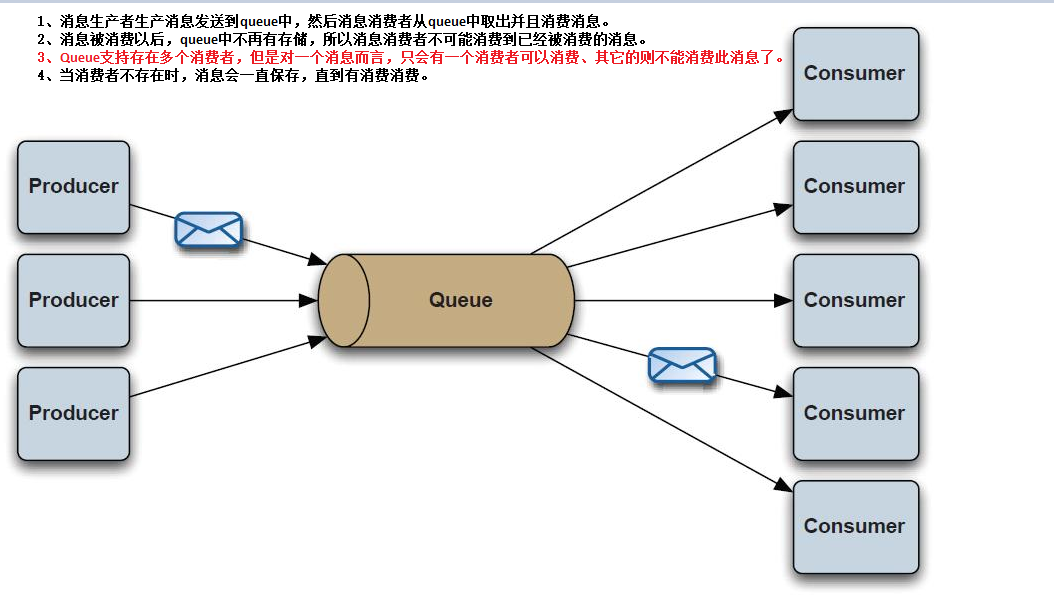 1、消息生产者生产消息发送到queue中，然后消息消费者从queue中取出并且消费消息。
2、消息被消费以后，queue中不再有存储，所以消息消费者不可能消费到已经被消费的消息。
3、Queue支持存在多个消费者，但是对一个消息而言，只会有一个消费者可以消费、其它的则不能消费此消息了。
4、当消费者不存在时，消息会一直保存，直到有消费消费。
Consumer
Producer
Consumer
Producer
Queue
Consumer
Producer
Consumer
Consumer